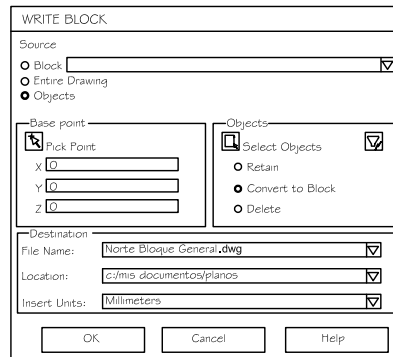 WRITE BLOCK
Source
Block
Entire Drawing
Objects
Base point
Pick Point
X 0
Y 0
Z 0
Objects
Select Objects
Retain
Convert to Block
Delete
Destination
File Name: Norte Bloque General.dwg
Location: c:/mis documentos/planos
Insert Units: Millimeters
OK Cancel Help